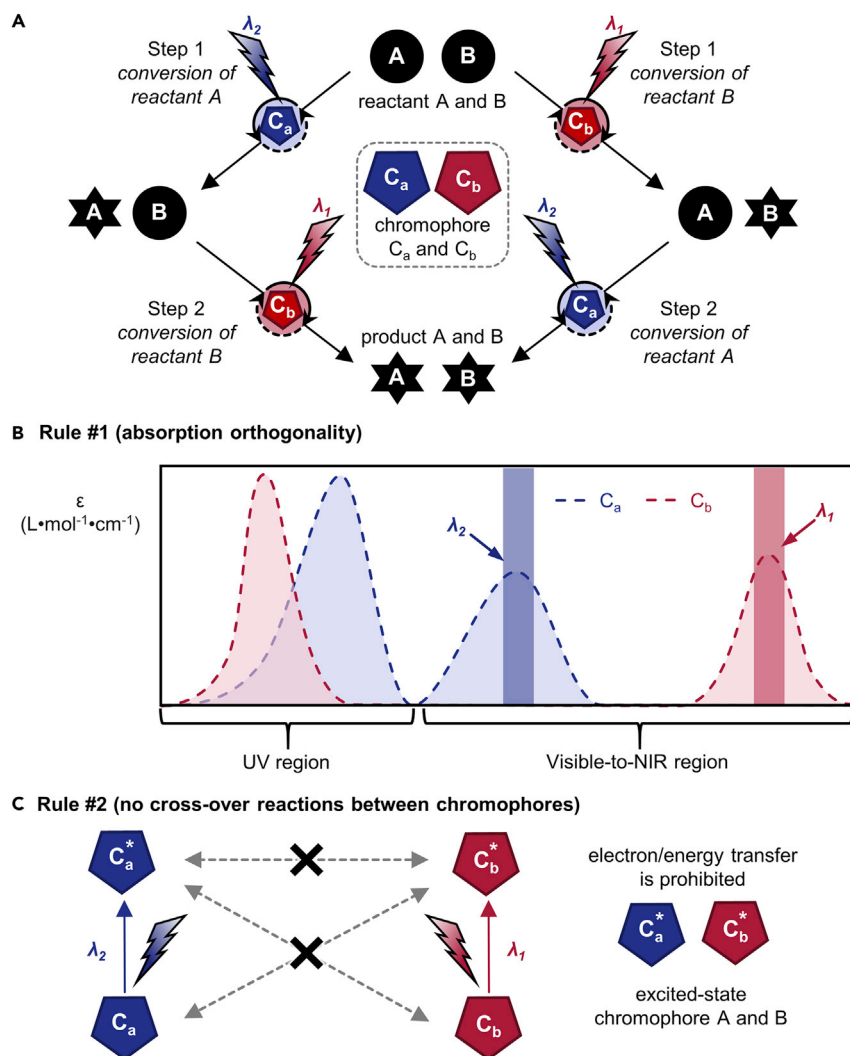 A
λ2
λ1
Step 1
conversion of
reactant A
A B
reactant A and B
Step 1
conversion of
reactant B
Ca
Cb
A B
Ca Cb
chromophore
Ca and Cb
A B
λ1
λ2
Step 2
conversion of
reactant B
Cb
Ca
Step 2
conversion of
reactant A
product A and B
A B
B Rule #1 (absorption orthogonality)
ε
(L•mol-1•cm-1)
Ca Cb
λ2
λ1
UV region
Visible-to-NIR region
C Rule #2 (no cross-over reactions between chromophores)
Ca*
Cb*
electron/energy transfer
is prohibited
Ca* Cb*
λ2
λ1
excited-state
chromophore A and B
Ca
Cb